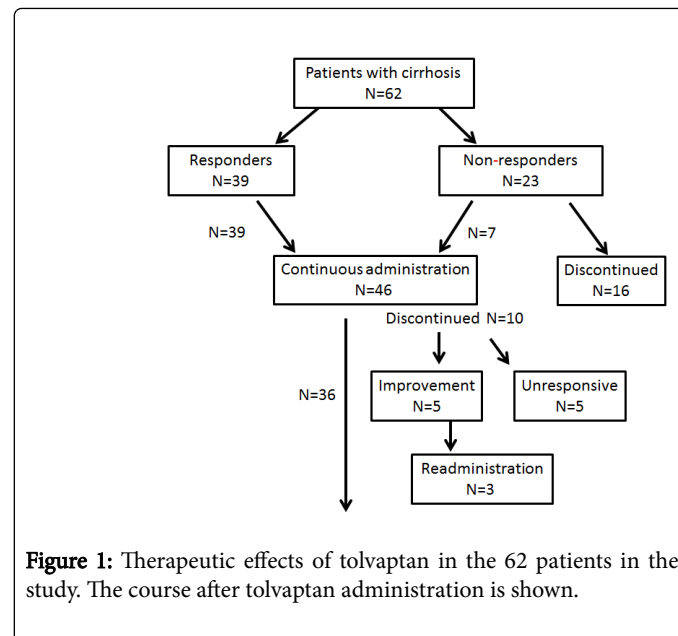 Patients with cirrhosis
N=62
Responders
N=39
Non-responders
N=23
N=39
N=7
Continuous administration
N=46
Discontinued
N=16
Discontinued N=10
N=36
Improvement
N=5
Unresponsive
N=5
Readministration
N=3
Figure 1: Therapeutic effects of tolvaptan in the 62 patients in the
study. The course after tolvaptan administration is shown.